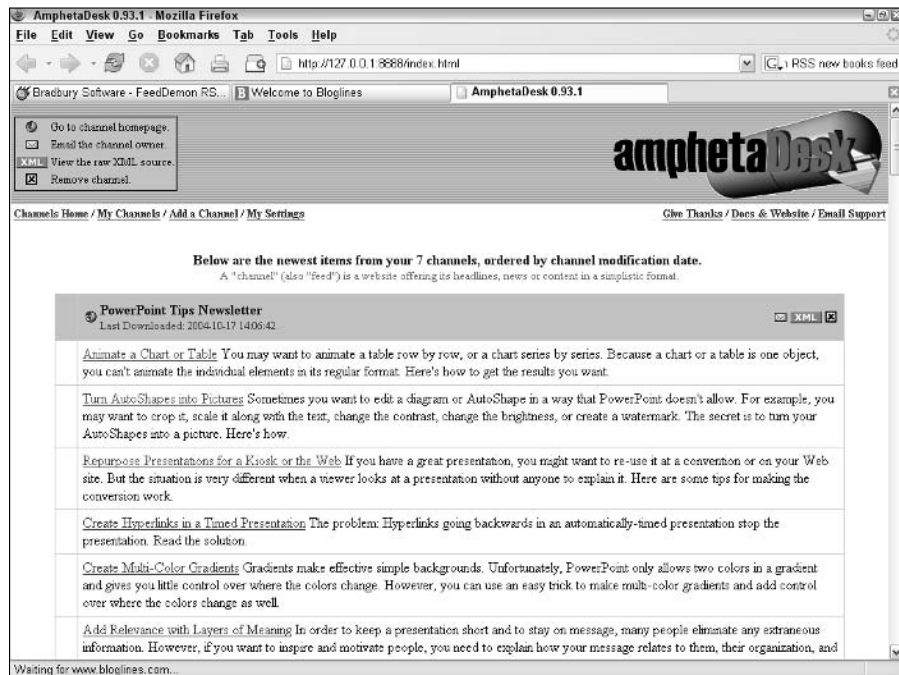 AmphetaDesk 0.93.1 - Mozilla Firefox
File Edit View Go Bookmarks Tab Tools Help
http://127.0.0.1:8888/index.html
RSS new books feed
Bradbury Software - FeedDemon RS... Welcome to Bloglines AmphetaDesk 0.93.1
Go to channel homepage.
Email the channel owner.
XML View the raw XML source.
Remove channel.
amphetaDesk
Channels Home / My Channels / Add a Channel / My Settings
Give Thanks / Docs & Website / Email Support
Below are the newest items from your 7 channels, ordered by channel modification date.
A "channel" (also "feed") is a website offering its headlines, news or content in a simplistic format.
PowerPoint Tips Newsletter
XML
Last Downloaded: 2004-10-17 14:06:42.
Animate a Chart or Table You may want to animate a table row by row, or a chart series by series. Because a chart or a table is one object,
you can't animate the individual elements in its regular format. Here's how to get the results you want.
Turn AutoShapes into Pictures Sometimes you want to edit a diagram or AutoShape in a way that PowerPoint doesn't allow. For example, you
may want to crop it, scale it along with the text, change the contrast, change the brightness, or create a watermark. The secret is to turn your
AutoShapes into a picture. Here's how.
Repurpose Presentations for a Kiosk or the Web If you have a great presentation, you might want to re-use it at a convention or on your Web
site. But the situation is very different when a viewer looks at a presentation without anyone to explain it. Here are some tips for making the
conversion work.
Create Hyperlinks in a Timed Presentation The problem: Hyperlinks going backwards in an automatically-timed presentation stop the
presentation. Read the solution.
Create Multi-Color Gradients Gradients make effective simple backgrounds. Unfortunately, PowerPoint only allows two colors in a gradient
and gives you little control over where the colors change. However, you can use an easy trick to make multi-color gradients and add control
over where the colors change as well.
Add Relevance with Layers of Meaning In order to keep a presentation short and to stay on message, many people eliminate any extraneous
information. However, if you want to inspire and motivate people, you need to explain how your message relates to them, their organization, and
Waiting for www.bloglines.com...